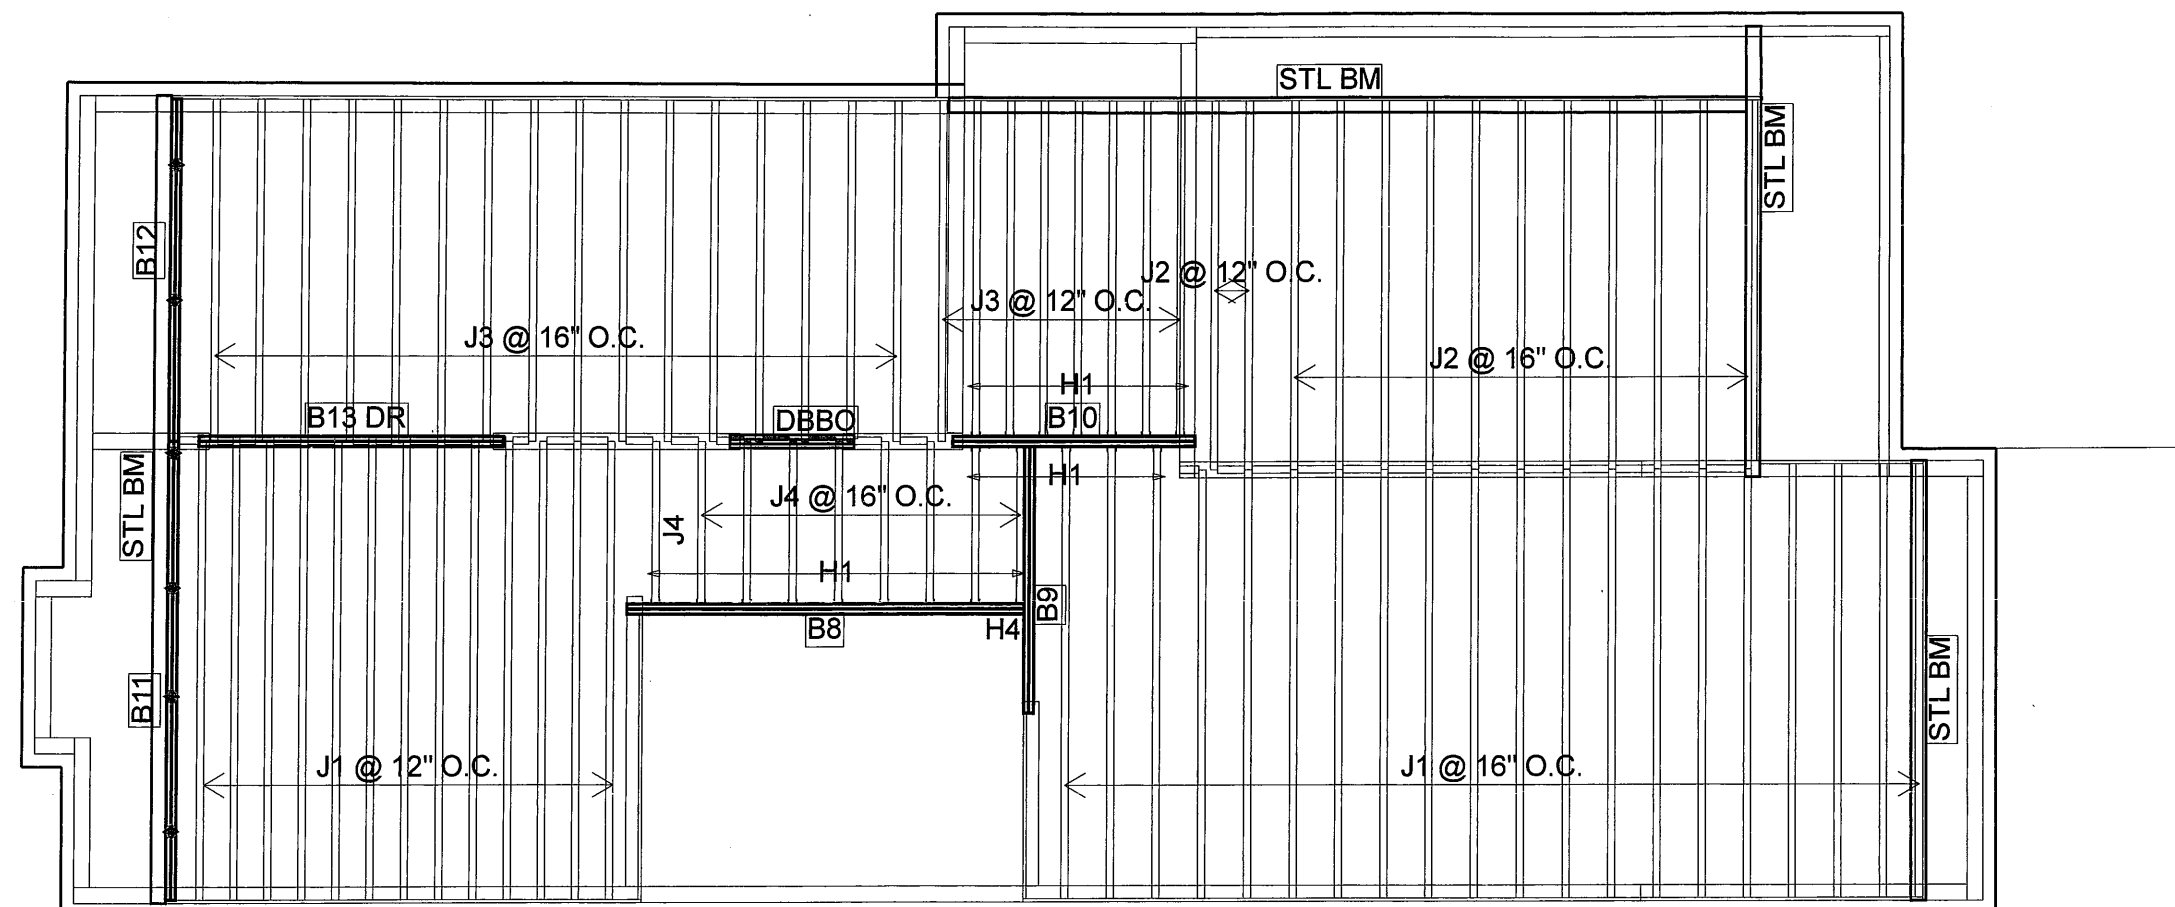 STL BM
STL BM
B12
J2 @ 12" O.C.
J3 @ 12" O.C.
J3 @ 16" O.C.
J2 @ 16" O.C.
H1
B13 DR
DBBO
B10
STL BM
H1
J4 @ 16" O.C.
J4
H1
B9
B8
H4
STL BM
B11
J1 @ 12" O.C.
J1 @ 16" O.C.